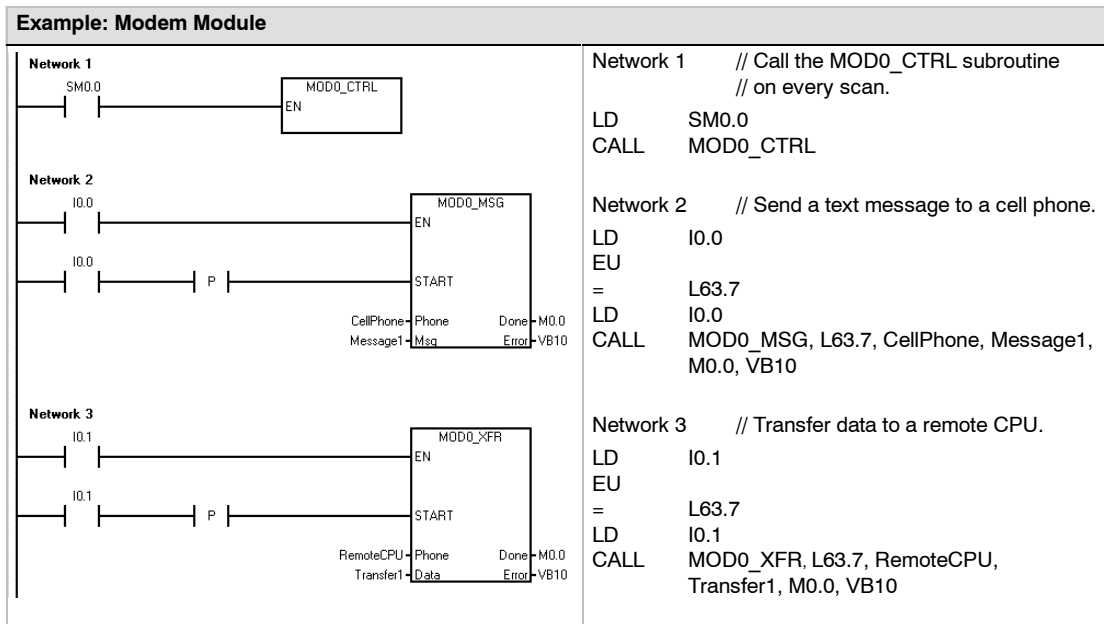 Example: Modem Module
Network 1
SM0.0
MOD0_CTRL
EN
Network 2
I0.0
MOD0_MSG
EN
I0.0
P
START
CellPhone Phone Done M0.0
Message1 Msg Error VB10
Network 3
I0.1
MOD0_XFR
EN
I0.1
P
START
RemoteCPU Phone Done M0.0
Transfer1 Data Error VB10
Network 1 // Call the MOD0_CTRL subroutine
// on every scan.
LD SM0.0
CALL MOD0_CTRL
Network 2 // Send a text message to a cell phone.
LD I0.0
EU
= L63.7
LD I0.0
CALL MOD0_MSG, L63.7, CellPhone, Message1,
M0.0, VB10
Network 3 // Transfer data to a remote CPU.
LD I0.1
EU
= L63.7
LD I0.1
CALL MOD0_XFR, L63.7, RemoteCPU,
Transfer1, M0.0, VB10